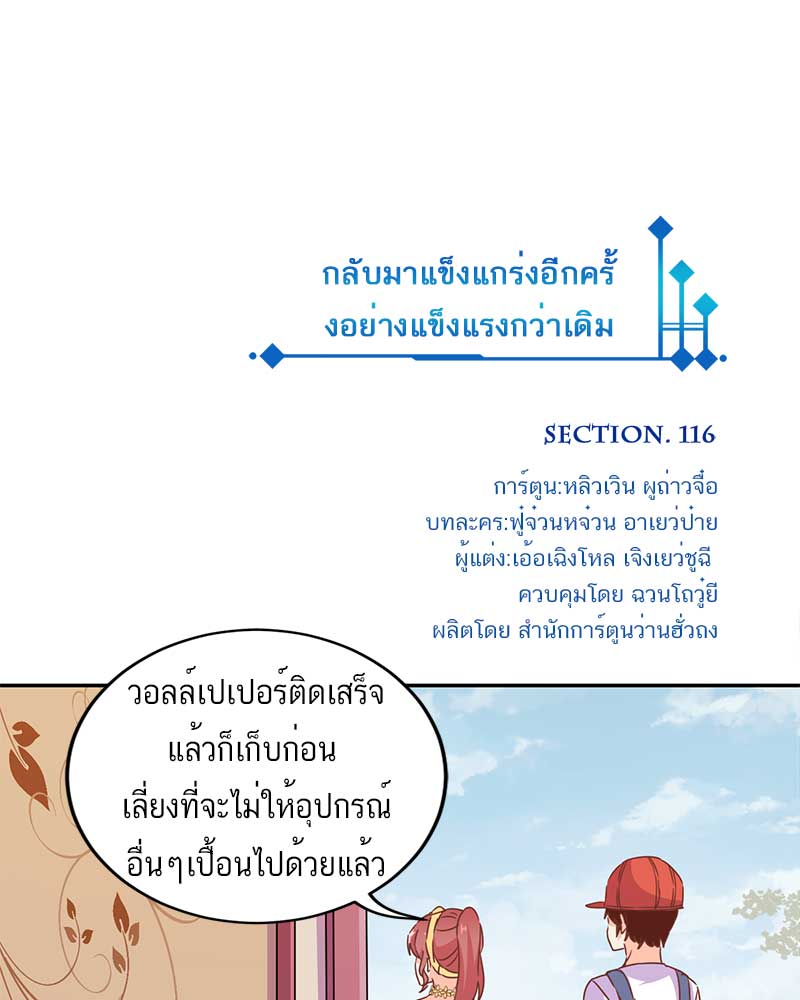 กลับมาแข็งแกร่งอีกครั้
งอย่างแข็งแรงกว่าเดิม
SECTION. 116
การ์ตูน:หลิวเวิน ผูถ่าวจื่อ
บทละคร:ฟู่จ๋วนหจ๋วน อาเยว่ป๋าย
ผู้แต่ง:เอ้อเฉิงโหล เจิงเยว่ชูฉี
ควบคุมโดย ฉวนโถวู๋ยี
ผลิตโดย สำนักการ์ตูนว่านฮั่วถง
วอลล์เปเปอร์ติดเสร็จ
แล้วก็เก็บก่อน
เลี่ยงที่จะไม่ให้อุปกรณ์
อื่นๆเปื้อนไปด้วยแล้ว